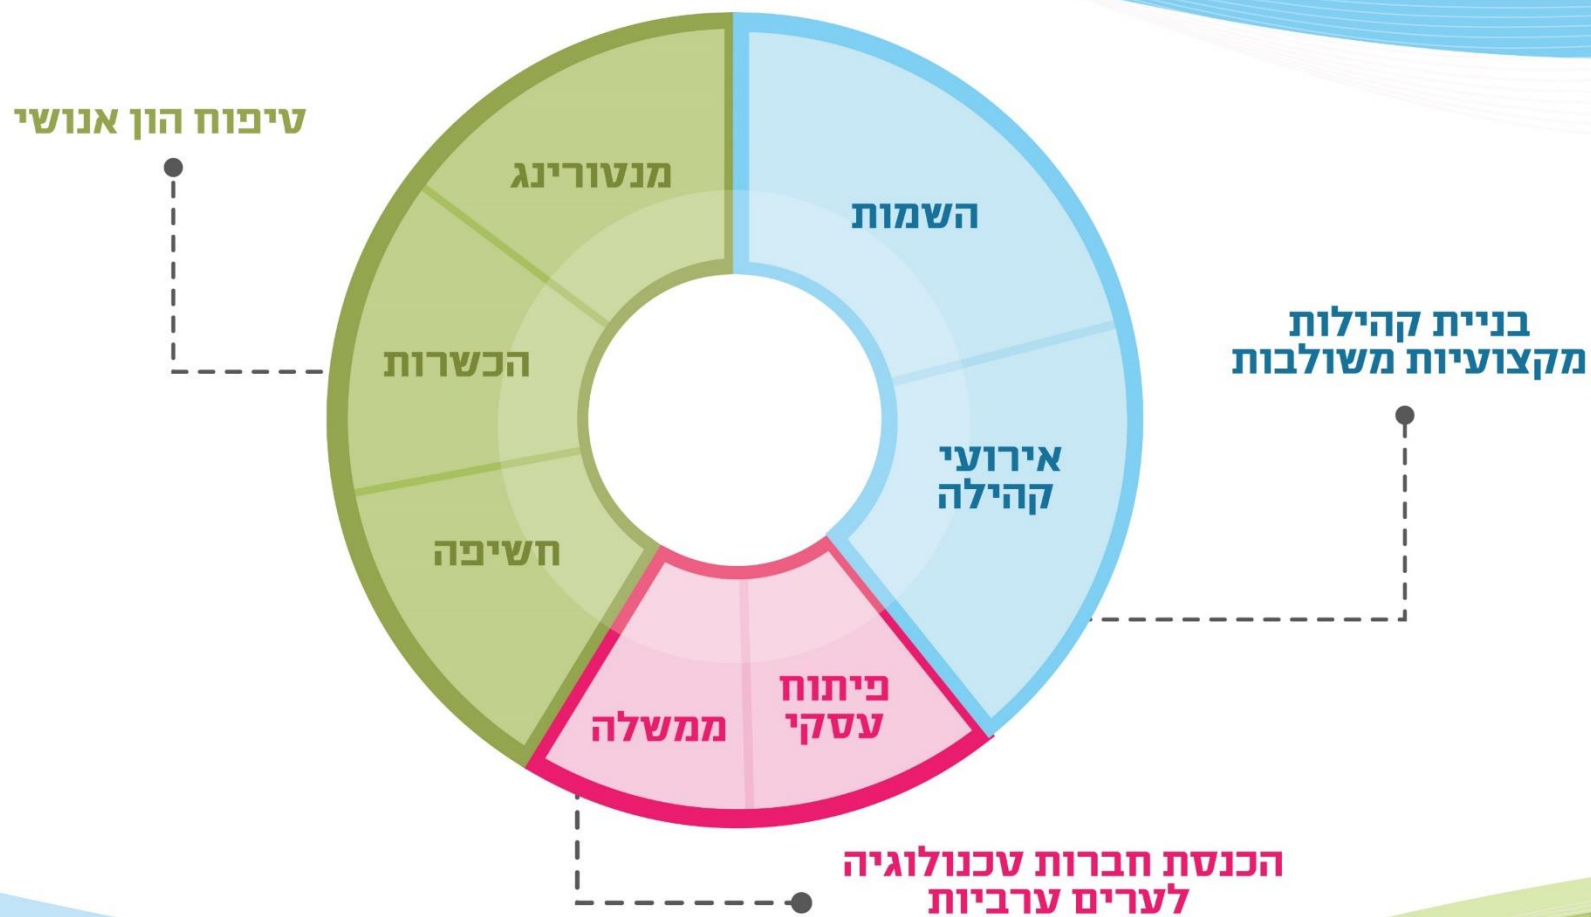 טיפוח הון אנושי
מנטורינג
הכשרות
חשיפה
השמות
אירועי
קהילה
בניית קהילות
מקצועיות משולבות
פיתוח
עסקי
ממשלה
הכנסת חברות טכנולוגיה
לערים ערביות